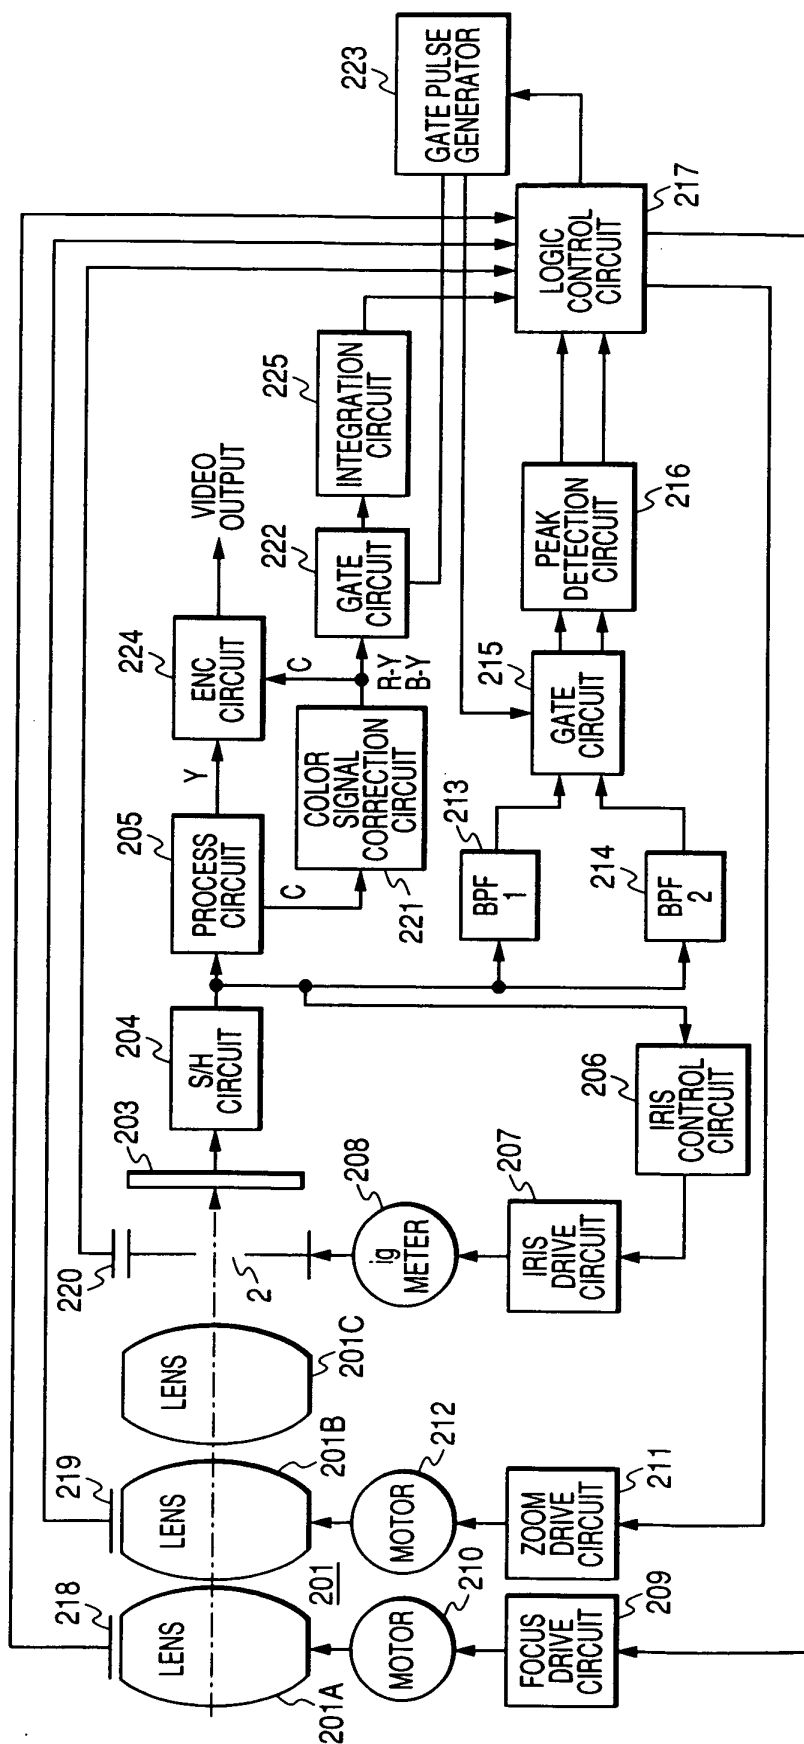 218
LENS
201A
MOTOR
210
FOCUS
DRIVE
CIRCUIT
209
219
LENS
201B
201
MOTOR
212
ZOOM
DRIVE
CIRCUIT
211
LENS
201C
220
2
ig
METER
208
IRIS
DRIVE
CIRCUIT
207
IRIS
CONTROL
CIRCUIT
206
203
S/H
CIRCUIT
204
PROCESS
CIRCUIT
205
Y
C
COLOR
SIGNAL
CORRECTION
CIRCUIT
221
ENC
CIRCUIT
224
C
R-Y
B-Y
VIDEO
OUTPUT
GATE
CIRCUIT
222
INTEGRATION
CIRCUIT
225
BPF
1
213
BPF
2
214
GATE
CIRCUIT
215
PEAK
DETECTION
CIRCUIT
216
LOGIC
CONTROL
CIRCUIT
217
GATE PULSE
GENERATOR
223